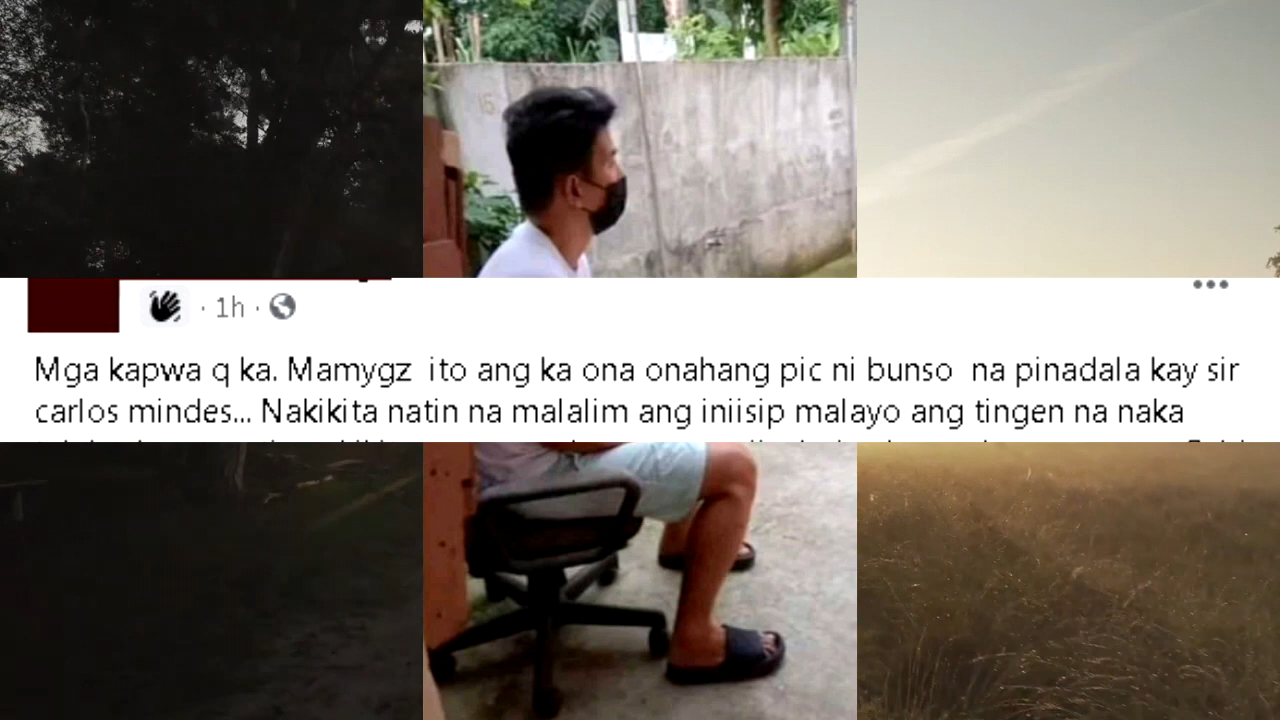 · 1h ·
Mga kapwa q ka. Mamygz ito ang ka ona onahang pic ni bunso na pinadala kay sir
carlos mindes... Nakikita natin na malalim ang iniisip malayo ang tingen na naka